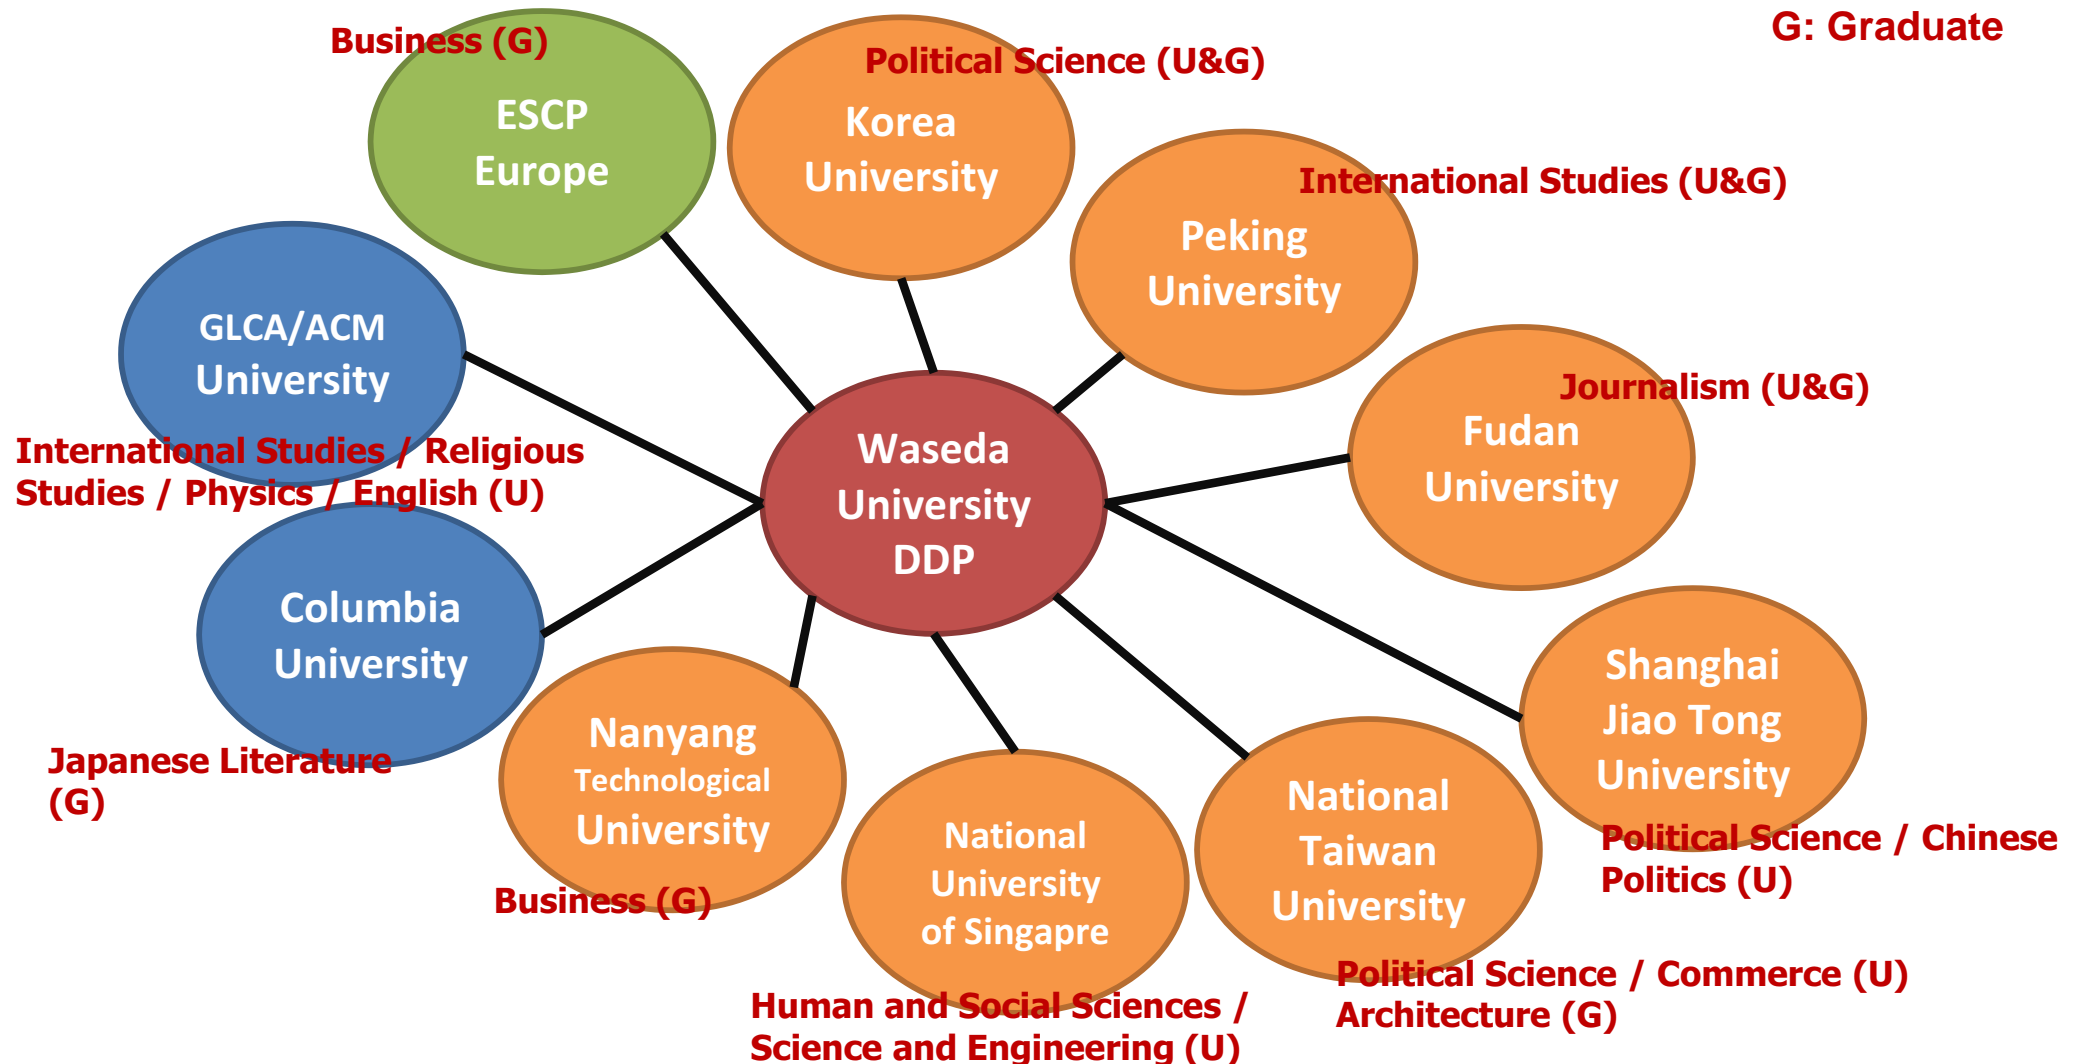 G: Graduate
Business (G)
ESCP
Europe
Political Science (U&G)
Korea
University
International Studies (U&G)
Peking
University
Journalism (U&G)
Fudan
University
GLCA/ACM
University
International Studies / Religious
Studies / Physics / English (U)
Waseda
University
DDP
Columbia
University
Japanese Literature
(G)
Nanyang
Technological
University
Business (G)
National
University
of Singapre
Human and Social Sciences /
Science and Engineering (U)
National
Taiwan
University
Political Science / Commerce (U)
Architecture (G)
Shanghai
Jiao Tong
University
Political Science / Chinese
Politics (U)